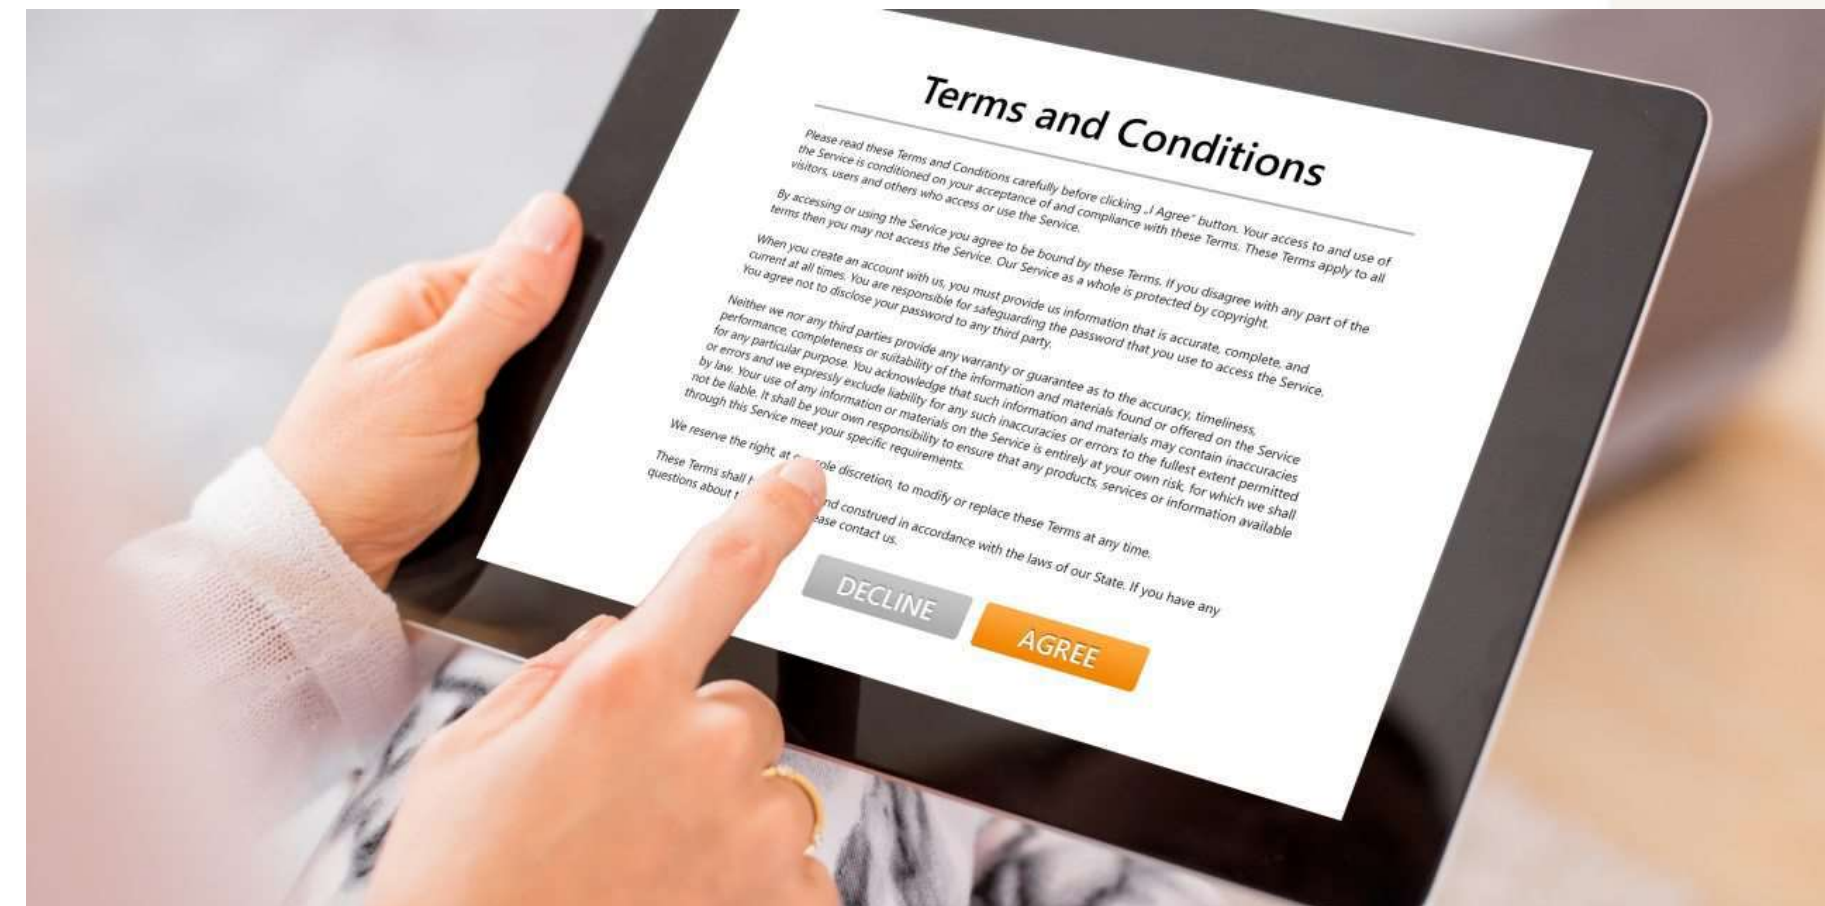 Terms and Conditions
Please read these Terms and Conditions carefully before clicking „I Agree" button. Your access to and use of
the Service is conditioned on your acceptance of and compliance with these Terms. These Terms apply to all
visitors, users and others who access or use the Service.
By accessing or using the Service you agree to be bound by these Terms. If you disagree with any part of the
terms then you may not access the Service. Our Service as a whole is protected by copyright.
When you create an account with us, you must provide us information that is accurate, complete, and
current at all times. You are responsible for safeguarding the password that you use to access the Service.
You agree not to disclose your password to any third party.
Neither we nor any third parties provide any warranty or guarantee as to the accuracy, timeliness,
performance, completeness or suitability of the information and materials found or offered on the Service
for any particular purpose. You acknowledge that such information and materials may contain inaccuracies
or errors and we expressly exclude liability for any such inaccuracies or errors to the fullest extent permitted
by law. Your use of any information or materials on the Service is entirely at your own risk, for which we shall
not be liable. It shall be your own responsibility to ensure that any products, services or information available
through this Service meet your specific requirements.
We reserve the right, at sole discretion, to modify or replace these Terms at any time.
These Terms shall construed in accordance with the laws of our State. If you have any
questions about contact us.
DECLINE
AGREE